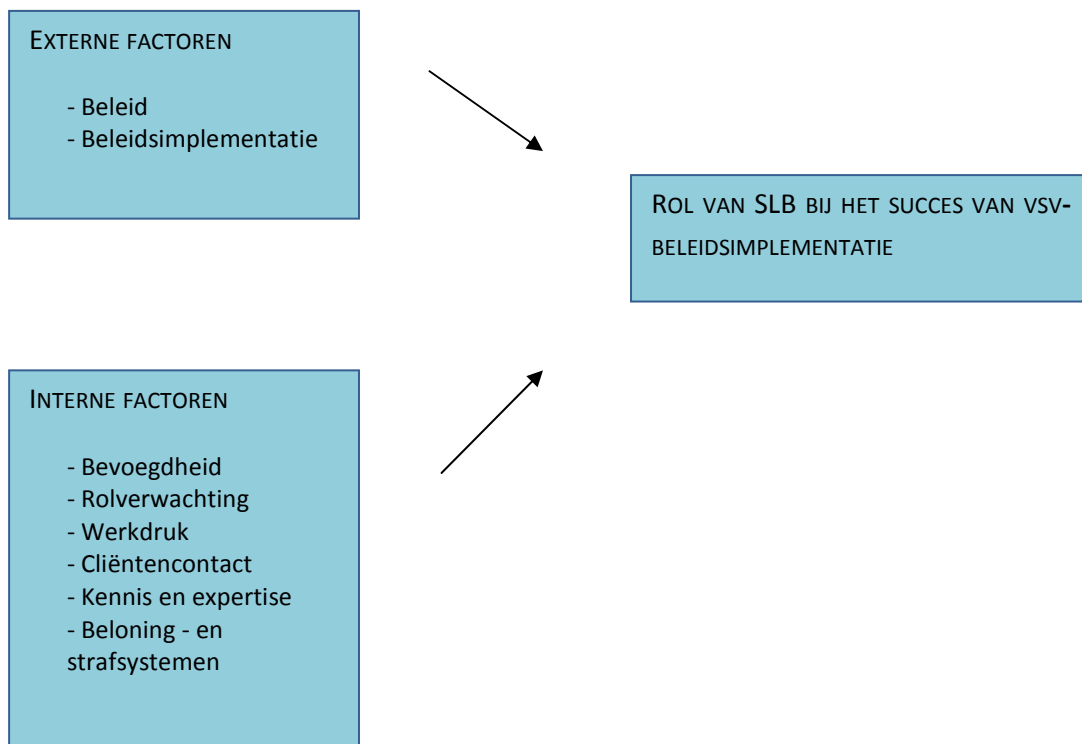 EXTERNE FACTOREN
- Beleid
- Beleidsimplementatie
ROL VAN SLB BIJ HET SUCCES VAN VSV-
BELEIDSIMPLEMENTATIE
INTERNE FACTOREN
- Bevoegdheid
- Rolverwachting
- Werkdruk
- Cliëntencontact
- Kennis en expertise
- Beloning - en
strafsystemen